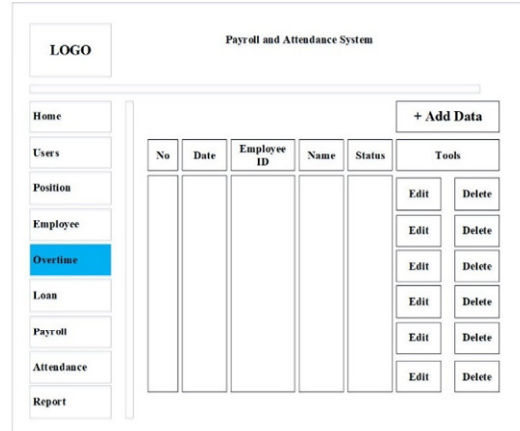 LOGO
Payroll and Attendance System
Home
Users
Position
Employee
Overtime
Loan
Payroll
Attendance
Report
+ Add Data
No
Date
Employee
ID
Name
Status
Tools
Edit
Delete
Edit
Delete
Edit
Delete
Edit
Delete
Edit
Delete
Edit
Delete